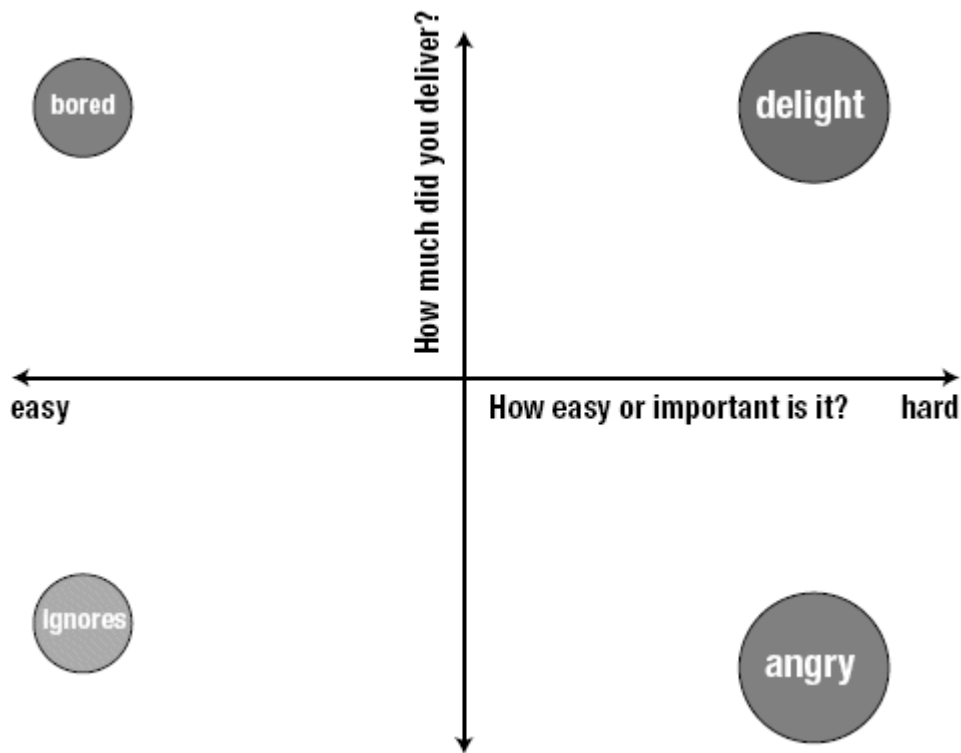 How much did you deliver?
bored
delight
easy
How easy or important is it?
hard
Ignores
angry